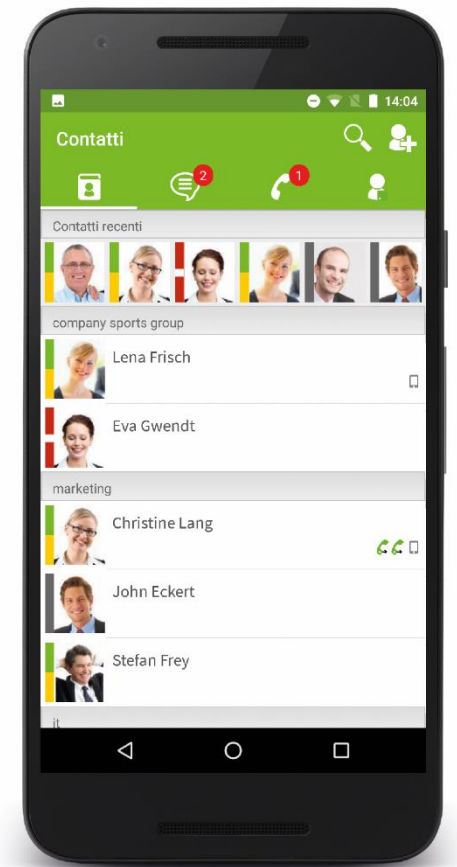 14:04
Contatti
2
1
Contatti recenti
company sports group
Lena Frisch
Eva Gwendt
marketing
Christine Lang
John Eckert
Stefan Frey
it